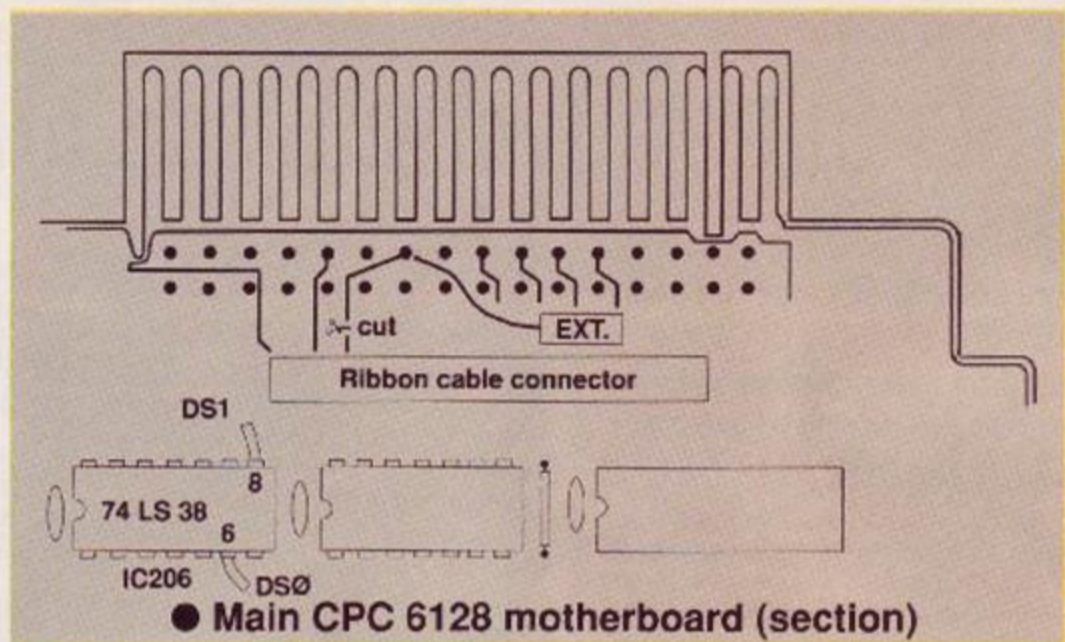 cut
EXT.
Ribbon cable connector
DS1
8
74 LS 38
6
IC206
DSØ
● Main CPC 6128 motherboard (section)